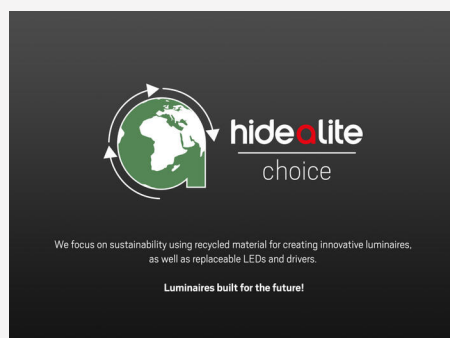 hidealite
choice
We focus on sustainability using recycled material for creating innovative luminaires,
as well as replaceable LEDs and drivers.
Luminaires built for the future!